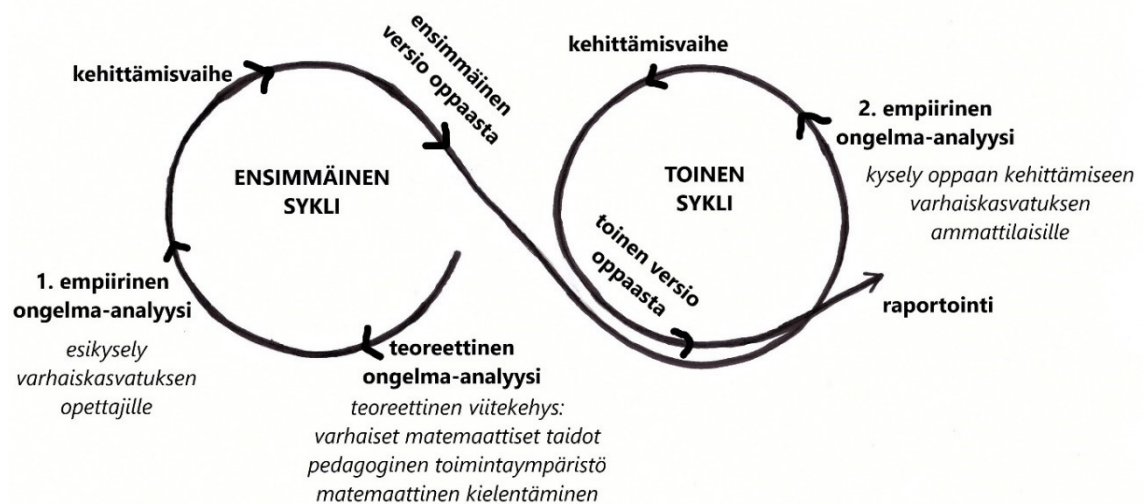 ensimmäinen
versio oppaasta
kehittämisvaihe
ENSIMMÄINEN
SYKLI
1. empiirinen
ongelma-analyysi
esikysely
varhaiskasvatuksen
opettajille
teoreettinen
ongelma-analyysi
teoreettinen viitekehys:
varhaiset matemaattiset taidot
pedagoginen toimintaympäristö
matemaattinen kielentäminen
kehittämisvaihe
TOINEN
SYKLI
2. empiirinen
ongelma-analyysi
kysely oppaan kehittämiseen
varhaiskasvatuksen
ammattilaisille
toinen versio
oppaasta
raportointi